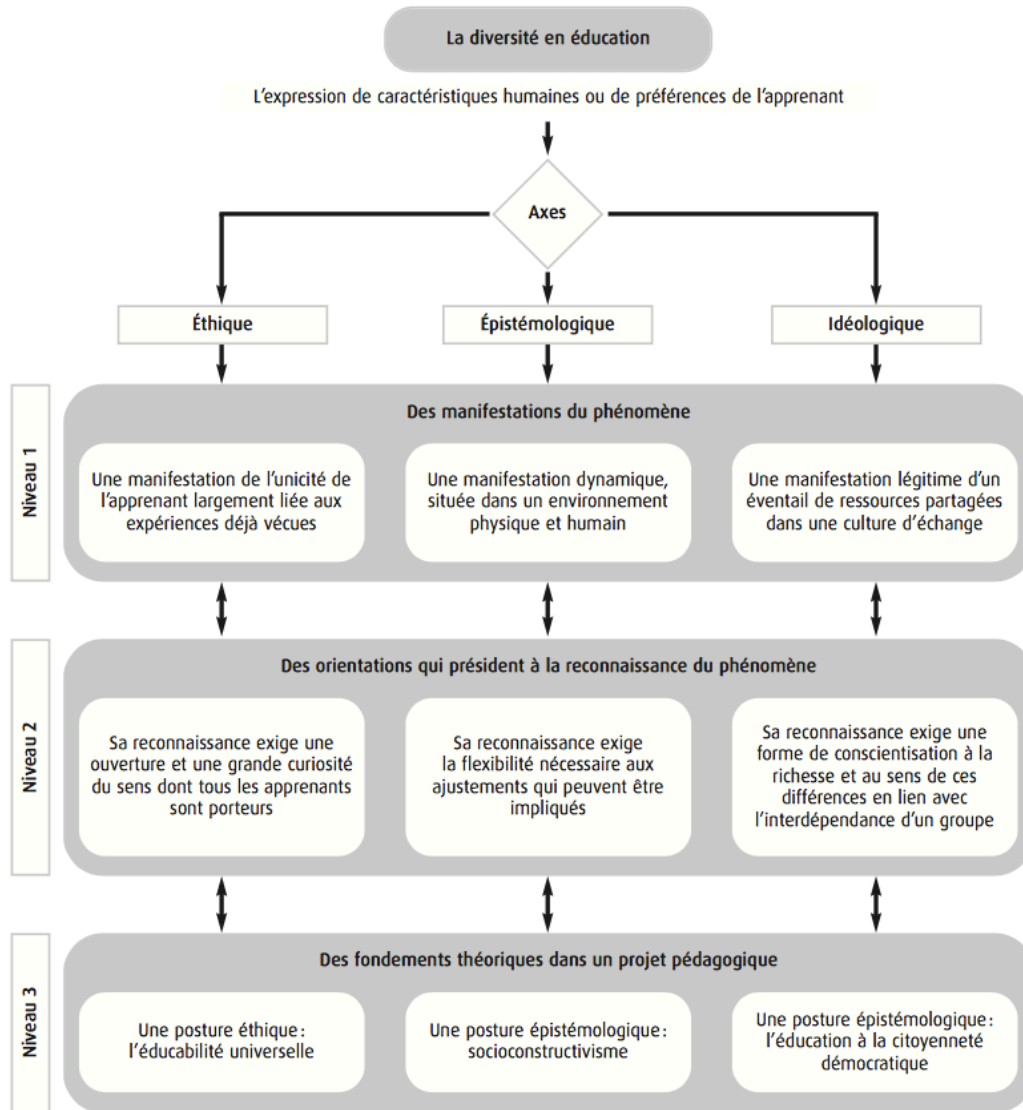 La diversité en éducation
L'expression de caractéristiques humaines ou de préférences de l'apprenant
Axes
Éthique
Épistémologique
Idéologique
Niveau 1
Des manifestations du phénomène
Une manifestation de l'unicité de
l'apprenant largement liée aux
expériences déjà vécues
Une manifestation dynamique,
située dans un environnement
physique et humain
Une manifestation légitime d'un
éventail de ressources partagées
dans une culture d'échange
Niveau 2
Des orientations qui président à la reconnaissance du phénomène
Sa reconnaissance exige une
ouverture et une grande curiosité
du sens dont tous les apprenants
sont porteurs
Sa reconnaissance exige
la flexibilité nécessaire aux
ajustements qui peuvent être
impliqués
Sa reconnaissance exige une
forme de conscientisation à la
richesse et au sens de ces
différences en lien avec
l'interdépendance d'un groupe
Niveau 3
Des fondements théoriques dans un projet pédagogique
Une posture éthique :
l'éducabilité universelle
Une posture épistémologique :
socioconstructivisme
Une posture épistémologique :
l'éducation à la citoyenneté
démocratique